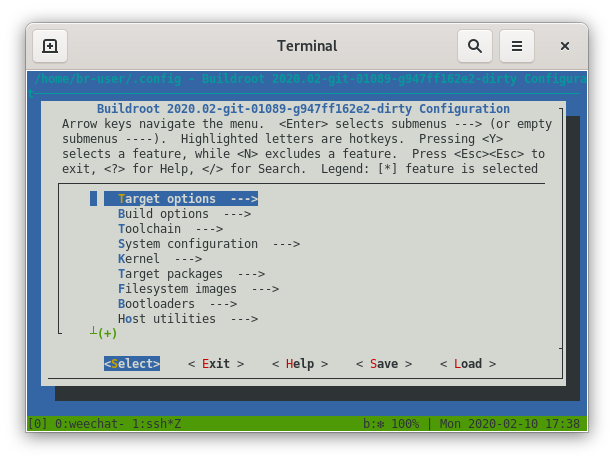 Terminal
/home/br-user/.config - Buildroot 2020.02-git-01089-g947ff162e2-dirty Configura
t
Buildroot 2020.02-git-01089-g947ff162e2-dirty Configuration
Arrow keys navigate the menu.  <Enter> selects submenus ---> (or empty
submenus ----).  Highlighted letters are hotkeys.  Pressing <Y>
selects a feature, while <N> excludes a feature.  Press <Esc><Esc> to
exit, <?> for Help, </> for Search.  Legend: [*] feature is selected
Target options  --->
Build options  --->
Toolchain  --->
System configuration  --->
Kernel  --->
Target packages  --->
Filesystem images  --->
Bootloaders  --->
Host utilities  --->
┴(+)
<Select>    < Exit >    < Help >    < Save >    < Load >
[0] 0:weechat- 1:ssh*Z    b:❄ 100% | Mon 2020-02-10 17:38